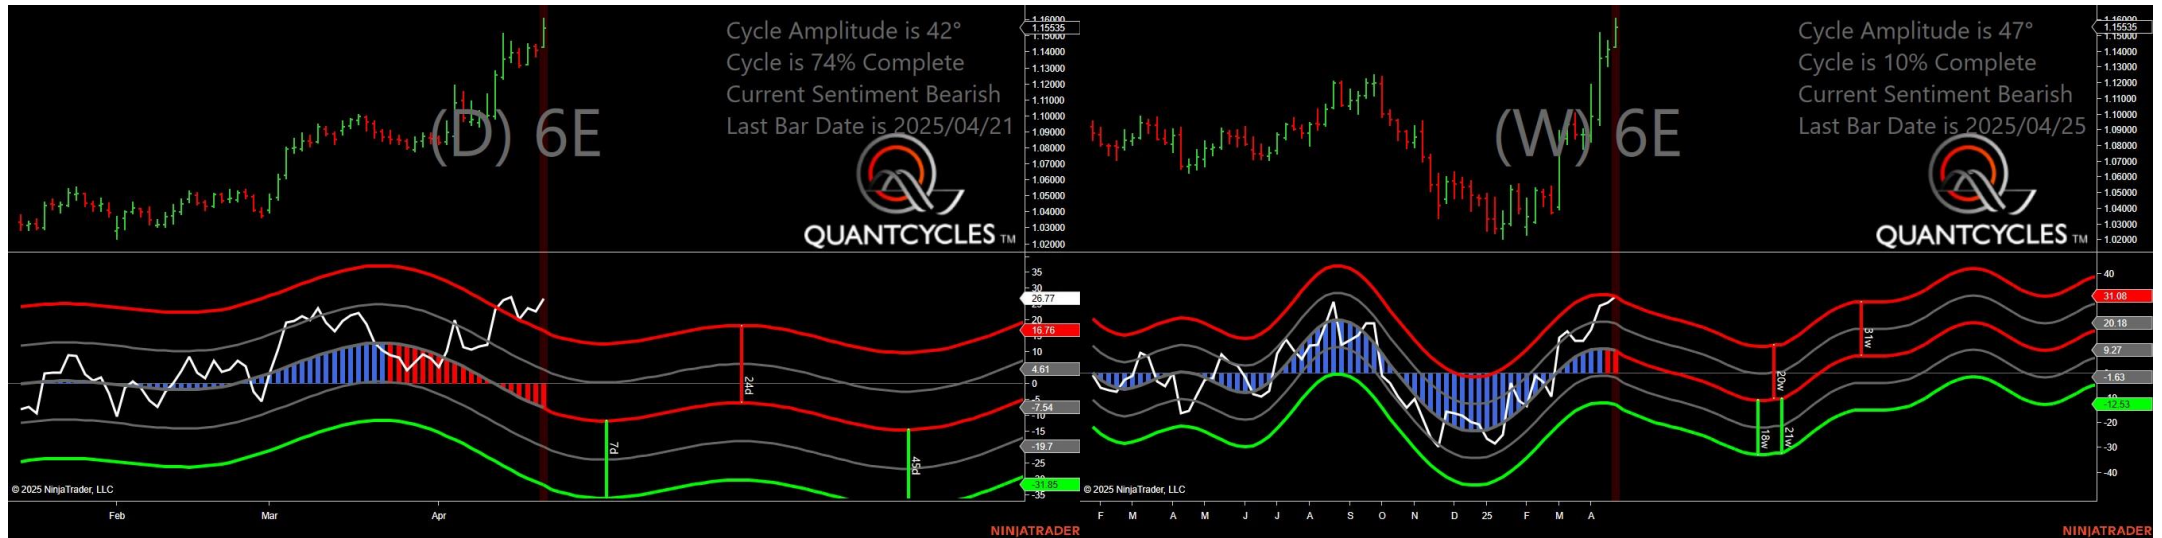 Cycle Amplitude is 42°
Cycle is 74% Complete
Current Sentiment Bearish
Last Bar Date is 2025/04/21
(D) 6E
QUANTCYCLES TM
1.16000
1.15535
1.15000
1.13000
1.12000
1.11000
1.10000
1.09000
1.08000
1.07000
1.06000
1.05000
1.04000
1.03000
1.02000
35
30
26.77
20
16.76
10
4.61
0
-5
-7.54
-10
-15
-19.7
-25
-31.85
-35
7d
24d
45d
© 2025 NinjaTrader, LLC
Feb
Mar
Apr
NINJATRADER
Cycle Amplitude is 47°
Cycle is 10% Complete
Current Sentiment Bearish
Last Bar Date is 2025/04/25
(W) 6E
QUANTCYCLES TM
1.16000
1.15535
1.15000
1.14000
1.13000
1.12000
1.11000
1.10000
1.09000
1.08000
1.07000
1.06000
1.05000
1.04000
1.03000
1.02000
40
31.08
20.18
9.27
-1.63
-12.53
-20
-30
-40
18w
20w
21w
31w
© 2025 NinjaTrader, LLC
F
M
A
M
J
J
A
S
O
N
D
25
F
M
A
NINJATRADER